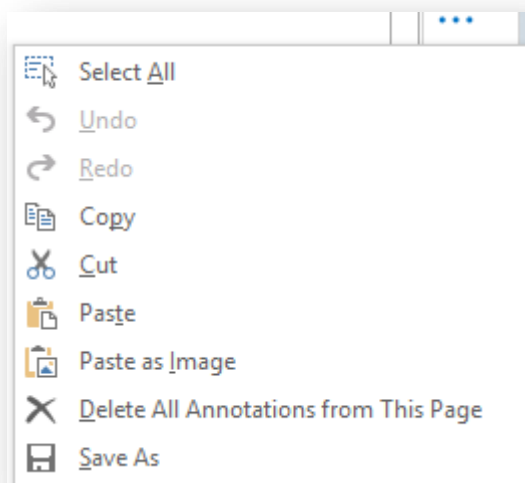 Select All
Undo
Redo
Copy
Cut
Paste
Paste as Image
Delete All Annotations from This Page
Save As